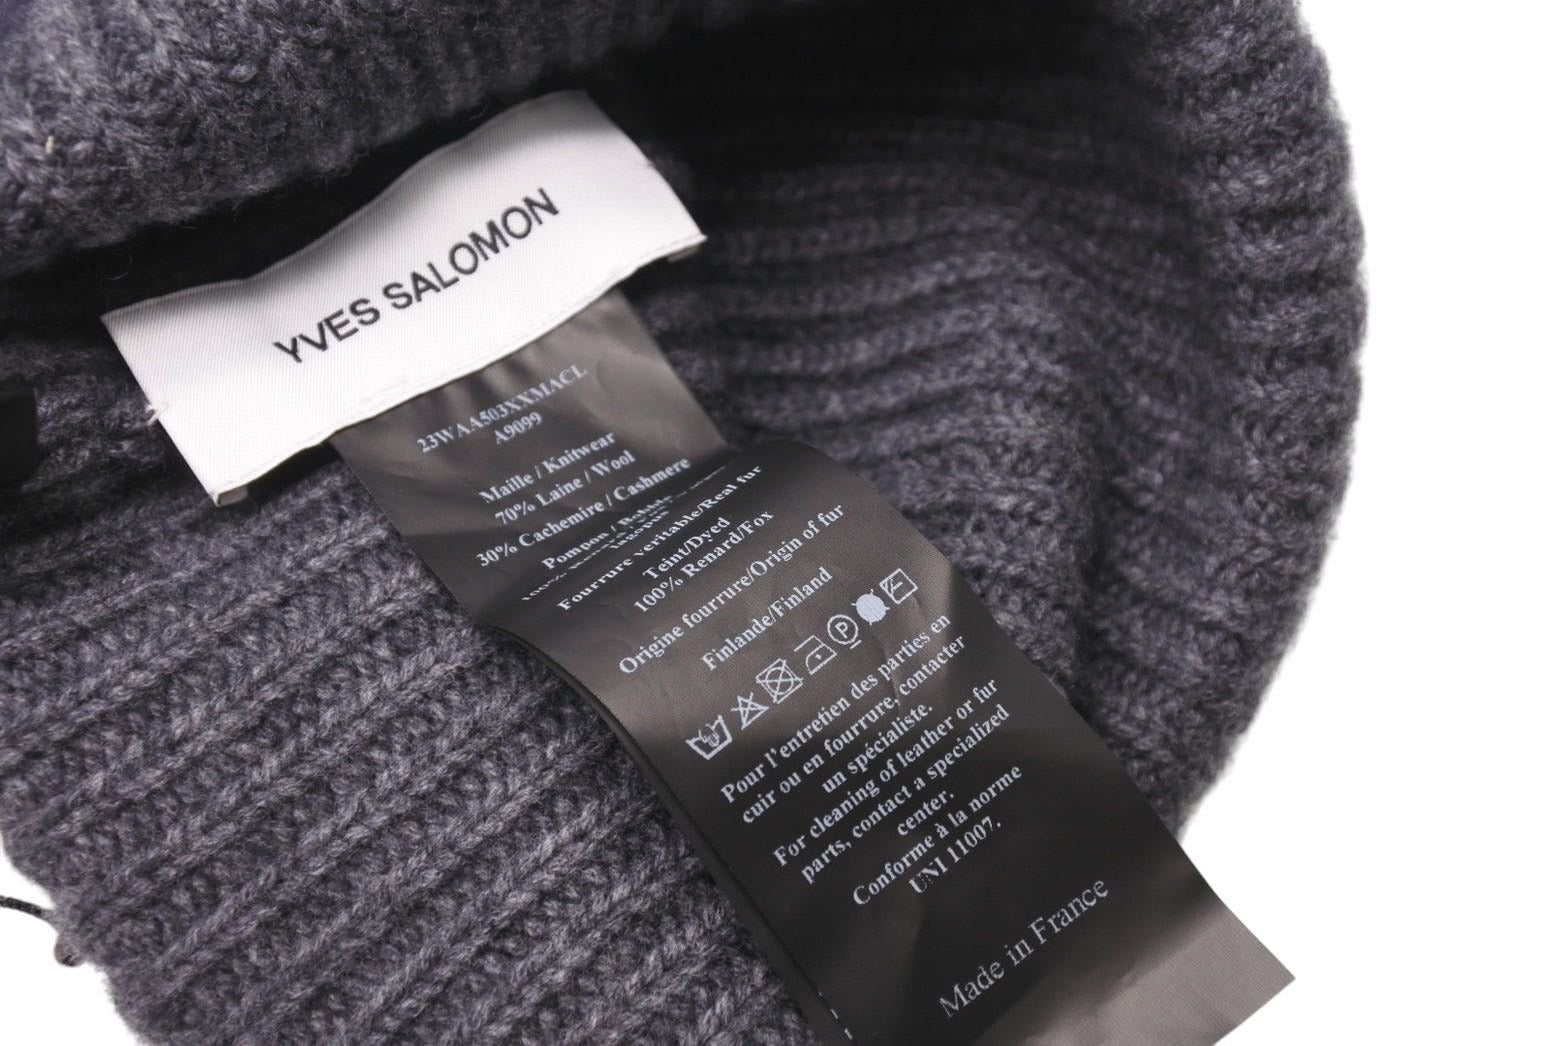 YVES SALOMON
23WAA503XXMACL
A9099
Maille / Knitwear
70% Laine / Wool
30% Cachemire / Cashmere
Pompon /
Fourrure veritable/Real fur
Teint/Dyed
100% Renard/Fox
Origine fourrure/Origin of fur
Finlande/Finland
P
Pour l'entretien des parties en
cuir ou en fourrure, contacter
un spécialiste.
For cleaning of leather or fur
parts, contact a specialized
center.
Conforme à la norme
UNI 11007.
Made in France